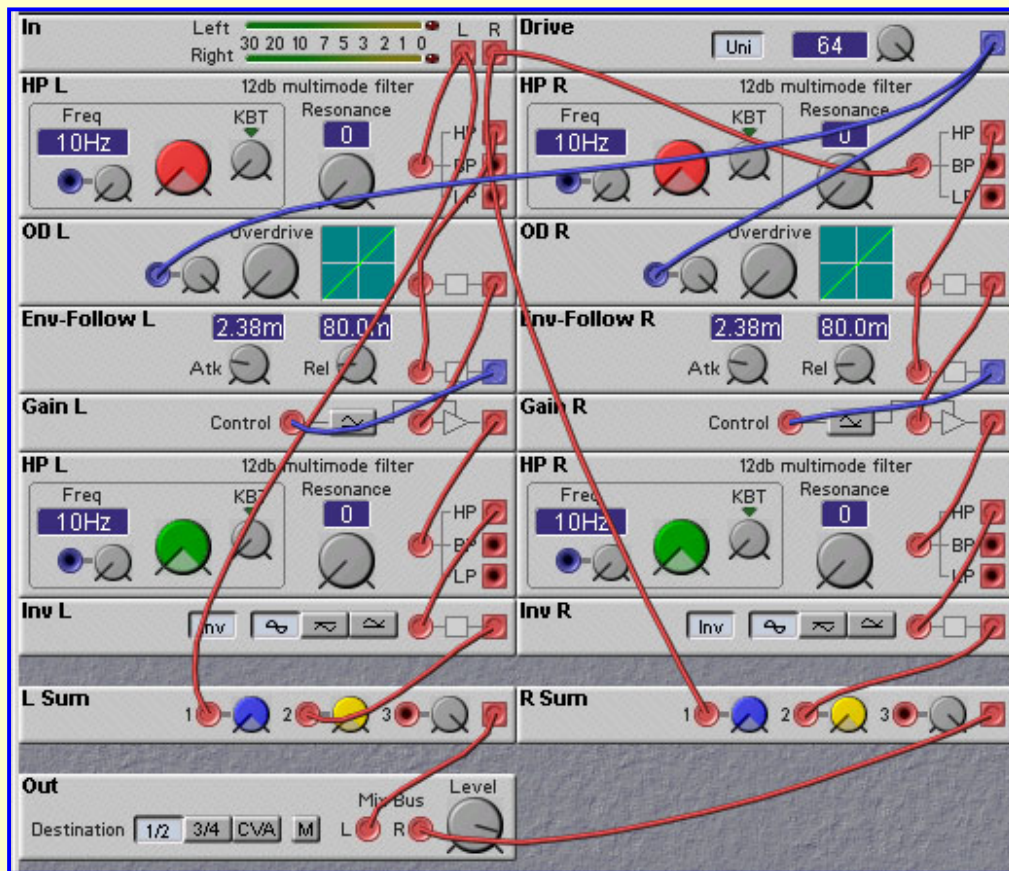 In Left L R
30 20 10 7 5 3 2 1 0
Right
Drive Uni 64
HP L 12db multimode filter
Freq KBT Resonance
10Hz 0
HP
BP
LP
HP R 12db multimode filter
Freq KBT Resonance
10Hz 0
HP
BP
LP
OD L Overdrive
OD R Overdrive
Env-Follow L 2.38m 80.0m
Atk Rel
Env-Follow R 2.38m 80.0m
Atk Rel
Gain L
Control
Gain R
Control
HP L 12db multimode filter
Freq KBT Resonance
10Hz 0
HP
BP
LP
HP R 12db multimode filter
Freq KBT Resonance
10Hz 0
HP
BP
LP
Inv L Inv
Inv R Inv
L Sum
1 2 3
R Sum
1 2 3
Out
Mix Bus Level
Destination 1/2 3/4 CVA M L R